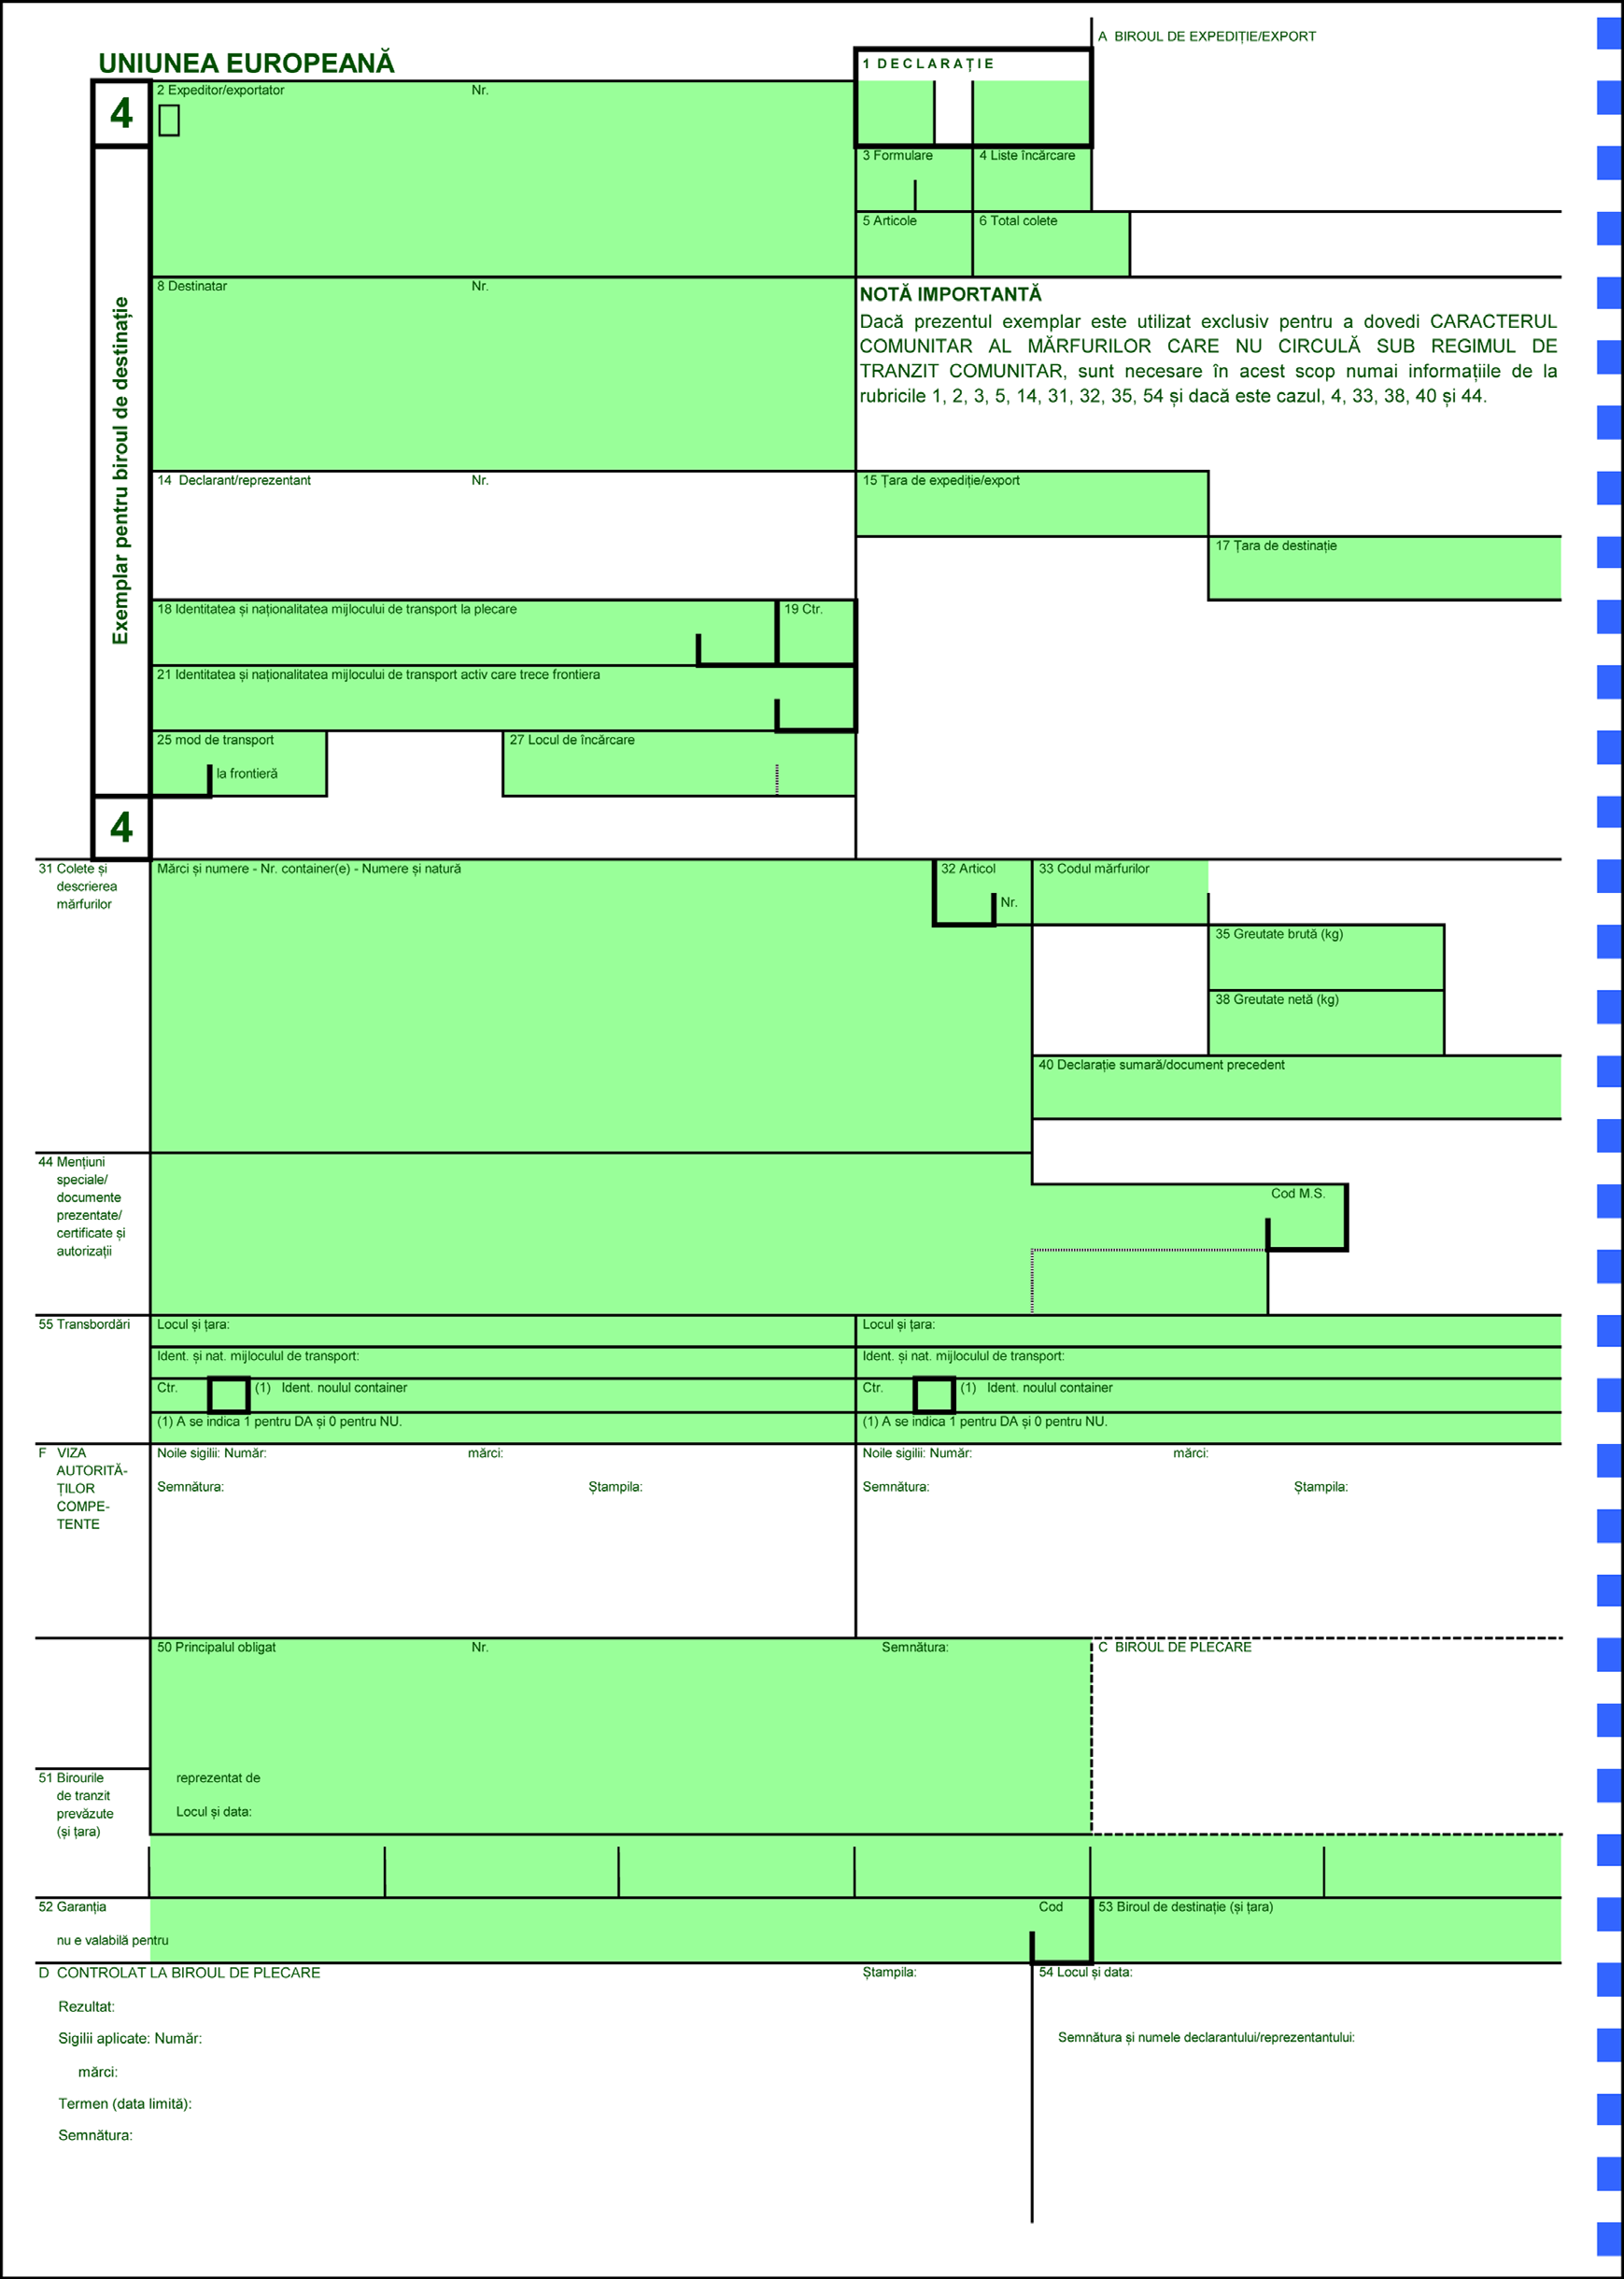 A BIROUL DE EXPEDIȚIE/EXPORT
UNIUNEA EUROPEANĂ
1 DECLARAȚIE
4
2 Expeditor/exportator Nr.
3 Formulare
4 Liste încărcare
5 Articole
6 Total colete
Exemplar pentru biroul de destinație
8 Destinatar Nr.
NOTĂ IMPORTANTĂ
Dacă prezentul exemplar este utilizat exclusiv pentru a dovedi CARACTERUL
COMUNITAR AL MĂRFURILOR CARE NU CIRCULĂ SUB REGIMUL DE
TRANZIT COMUNITAR, sunt necesare în acest scop numai informațiile de la
rubricile 1, 2, 3, 5, 14, 31, 32, 35, 54 și dacă este cazul, 4, 33, 38, 40 și 44.
14 Declarant/reprezentant Nr.
15 Țara de expediție/export
17 Țara de destinație
18 Identitatea și naționalitatea mijlocului de transport la plecare
19 Ctr.
21 Identitatea și naționalitatea mijlocului de transport activ care trece frontiera
25 mod de transport
la frontieră
27 Locul de încărcare
4
31 Colete și
descrierea
mărfurilor
Mărci și numere - Nr. container(e) - Numere și natură
32 Articol
Nr.
33 Codul mărfurilor
35 Greutate brută (kg)
38 Greutate netă (kg)
40 Declarație sumară/document precedent
44 Mențiuni
speciale/
documente
prezentate/
certificate și
autorizații
Cod M.S.
55 Transbordări
Locul și țara:
Ident. și nat. mijlocul de transport:
Ctr. (1) Ident. noulul container
(1) A se indica 1 pentru DA și 0 pentru NU.
Locul și țara:
Ident. și nat. mijlocul de transport:
Ctr. (1) Ident. noulul container
(1) A se indica 1 pentru DA și 0 pentru NU.
F VIZA
AUTORITĂ-
ȚILOR
COMPE-
TENTE
Noile sigilii: Număr: mărci:
Semnătura: Ștampila:
Noile sigilii: Număr: mărci:
Semnătura: Ștampila:
50 Principalul obligat Nr. Semnătura:
C BIROUL DE PLECARE
51 Birourile
de tranzit
prevăzute
(și țara)
reprezentat de
Locul și data:
52 Garanția
nu e valabilă pentru
Cod
53 Biroul de destinație (și țara)
D CONTROLAT LA BIROUL DE PLECARE Ștampila:
Rezultat:
Sigilii aplicate: Număr:
mărci:
Termen (data limită):
Semnătura:
54 Locul și data:
Semnătura și numele declarantului/reprezentantului: